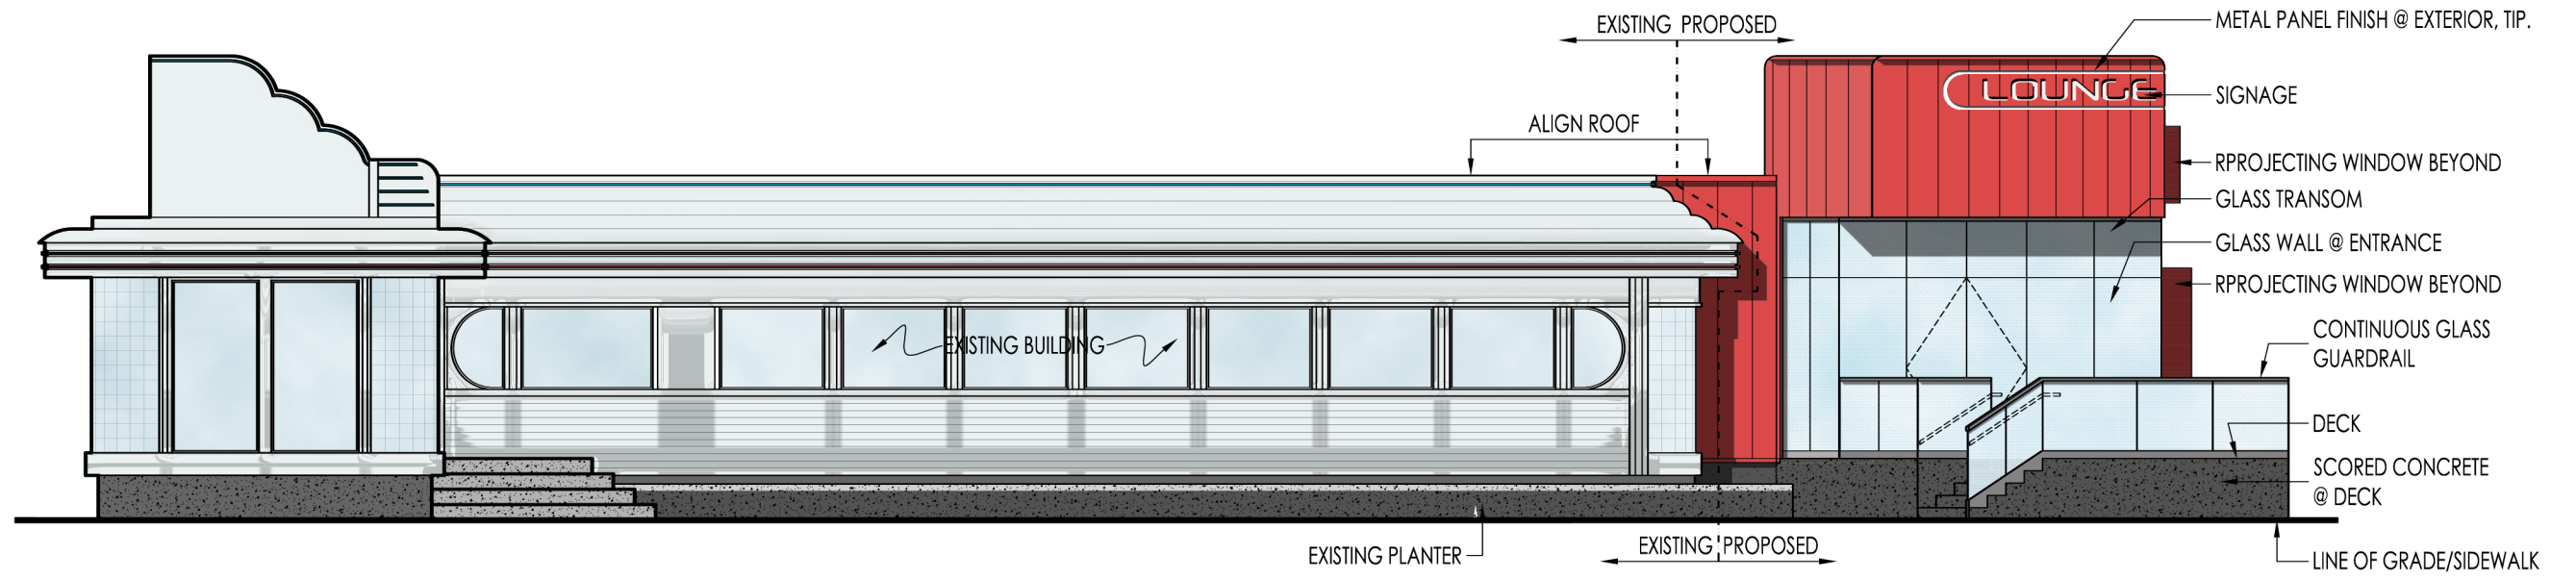 EXISTING PROPOSED
METAL PANEL FINISH @ EXTERIOR, TIP.
LOUNGE
SIGNAGE
ALIGN ROOF
RPROJECTING WINDOW BEYOND
GLASS TRANSOM
GLASS WALL @ ENTRANCE
RPROJECTING WINDOW BEYOND
EXISTING BUILDING
CONTINUOUS GLASS
GUARDRAIL
DECK
SCORED CONCRETE
@ DECK
EXISTING PLANTER
EXISTING PROPOSED
LINE OF GRADE/SIDEWALK